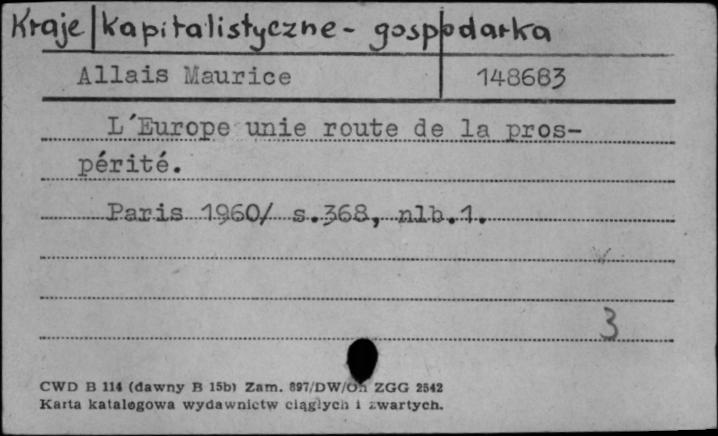 Kraje kapitalistyczne - gospodarka
Allais Maurice 148683
L'Europe unie route de la pros-
périté.
Paris 1960/ s.368, nlb.1.
3
CWD B 114 (dawny B 15b) Zam. 897/DW/Oh ZGG 2542
Karta katalogowa wydawnictw ciągłych i zwartych.